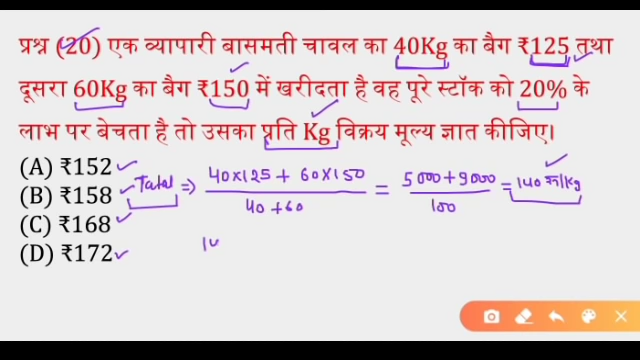 प्रश्न (20) एक व्यापारी बासमती चावल का 40Kg का बैग ₹125 तथा
दूसरा 60Kg का बैग ₹150 में खरीदता है वह पूरे स्टॉक को 20% के
लाभ पर बेचता है तो उसका प्रति Kg विक्रय मूल्य ज्ञात कीजिए।
(A) ₹152
(B) ₹158
(C) ₹168
(D) ₹172
Total ⇒ 40×125 + 60×150 / 40+60 = 5000+9000 / 100 = 140 रू/Kg
14